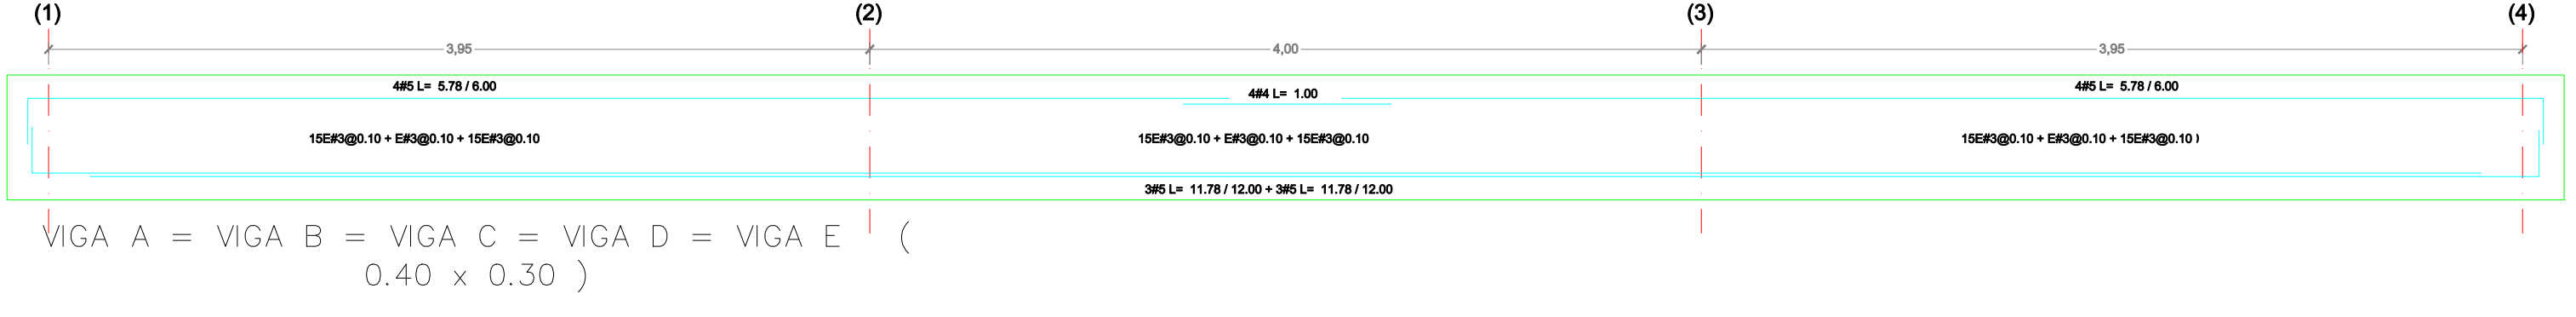 (1) (2) (3) (4)
3,95 4,00 3,95
4#5 L= 5.78 / 6.00 4#4 L= 1.00 4#5 L= 5.78 / 6.00
15E#3@0.10 + E#3@0.10 + 15E#3@0.10 15E#3@0.10 + E#3@0.10 + 15E#3@0.10 15E#3@0.10 + E#3@0.10 + 15E#3@0.10 )
3#5 L= 11.78 / 12.00 + 3#5 L= 11.78 / 12.00
VIGA A = VIGA B = VIGA C = VIGA D = VIGA E (
0.40 x 0.30 )